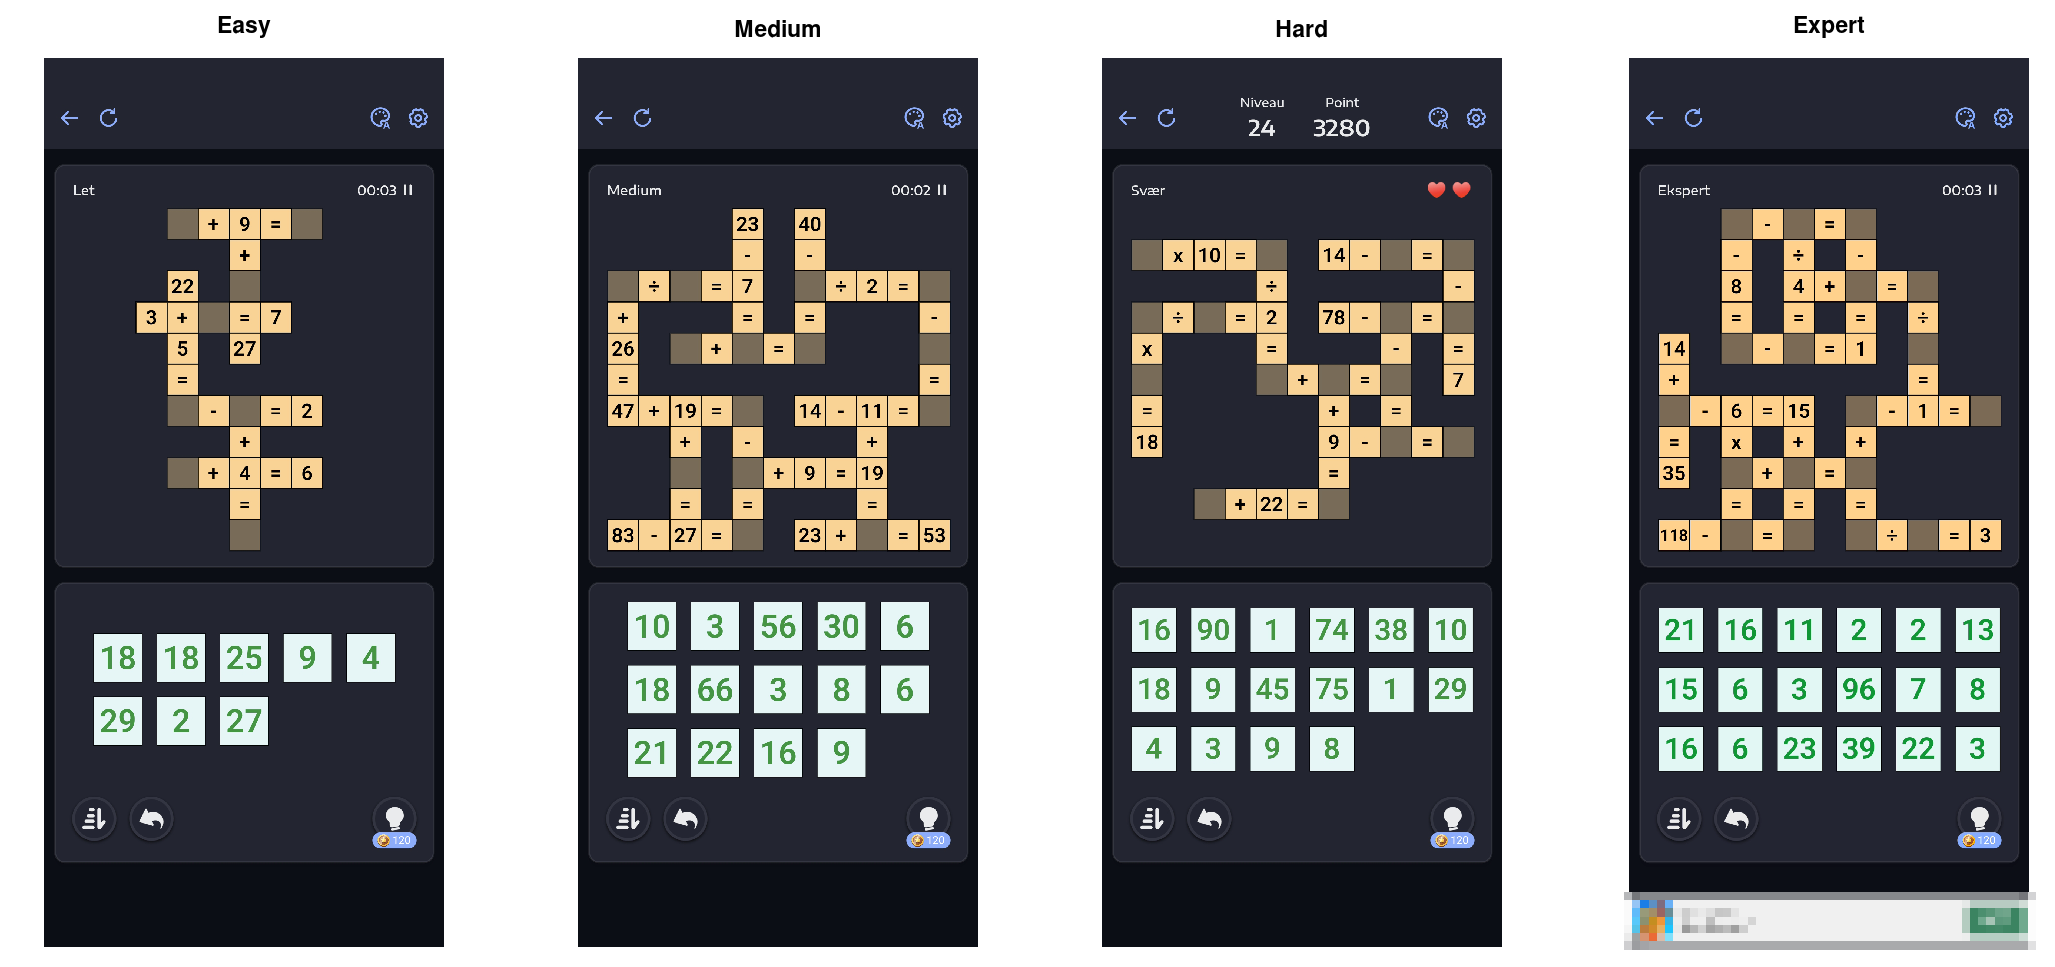 Easy
Let 00:03
+ 9 =
+
22
3 + = 7
5 27
=
- = 2
+
+ 4 = 6
=
18 18 25 9 4
29 2 27
120
Medium
Medium 00:02
23 40
- -
÷ = 7 ÷ 2 =
+ = = -
26 + =
= =
47 + 19 = 14 - 11 =
+ - +
+ 9 = 19
= = =
83 - 27 = 23 + = 53
10 3 56 30 6
18 66 3 8 6
21 22 16 9
120
Hard
Niveau Point
24 3280
Svær
x 10 = 14 - =
÷ -
÷ = 2 78 - =
x = - =
+ = 7
= + =
18 9 - =
=
+ 22 =
16 90 1 74 38 10
18 9 45 75 1 29
4 3 9 8
120
Expert
Ekspert 00:03
- =
- ÷ -
8 4 + =
= = = ÷
14 - = 1
+ =
- 6 = 15 - 1 =
= x + +
35 + =
= = =
118 - = ÷ = 3
21 16 11 2 2 13
15 6 3 96 7 8
16 6 23 39 22 3
120